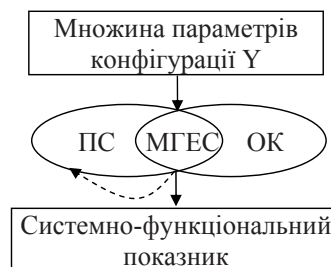 Множина параметрів
конфігурації Y
ПС МГЕС ОК
Системно-функціональний
показник